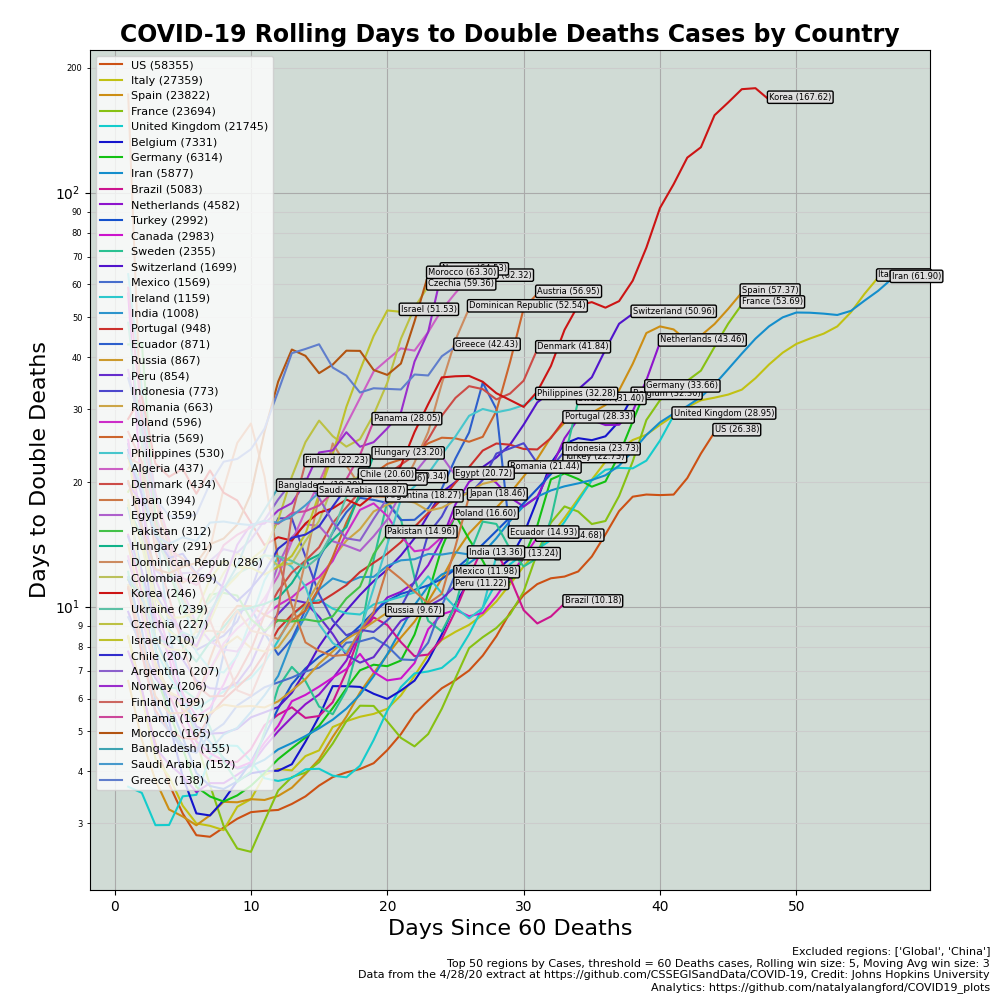 COVID-19 Rolling Days to Double Deaths Cases by Country
US (58355)
Italy (27359)
Spain (23822)
France (23694)
United Kingdom (21745)
Belgium (7331)
Germany (6314)
Iran (5877)
Brazil (5083)
Netherlands (4582)
Turkey (2992)
Canada (2983)
Sweden (2355)
Switzerland (1699)
Mexico (1569)
Ireland (1159)
India (1008)
Portugal (948)
Ecuador (871)
Russia (867)
Peru (854)
Indonesia (773)
Romania (663)
Poland (596)
Austria (569)
Philippines (530)
Algeria (437)
Denmark (434)
Japan (394)
Egypt (359)
Pakistan (312)
Hungary (291)
Dominican Repub (286)
Colombia (269)
Korea (246)
Ukraine (239)
Czechia (227)
Israel (210)
Chile (207)
Argentina (207)
Norway (206)
Finland (199)
Panama (167)
Morocco (165)
Bangladesh (155)
Saudi Arabia (152)
Greece (138)
Days to Double Deaths
200
10²
90
80
70
60
50
40
30
20
10¹
9
8
7
6
5
4
3
Korea (167.62)
Morocco (63.30)
Czechia (59.36)
Iran (61.90)
Austria (56.95)
Spain (57.37)
France (53.69)
Israel (51.53)
Dominican Republic (52.54)
Switzerland (50.96)
Greece (42.43)
Denmark (41.84)
Netherlands (43.46)
Philippines (32.28)
Germany (33.66)
Panama (28.05)
Portugal (28.33)
United Kingdom (28.95)
US (26.38)
Finland (22.23)
Hungary (23.20)
Indonesia (23.73)
Chile (20.60)
Egypt (20.72)
Romania (21.44)
Saudi Arabia (18.87)
(18.27)
Japan (18.46)
Poland (16.60)
Pakistan (14.96)
Ecuador (14.93)
India (13.36)
(13.24)
Mexico (11.98)
Peru (11.22)
Russia (9.67)
Brazil (10.18)
0 10 20 30 40 50
Days Since 60 Deaths
Excluded regions: ['Global', 'China']
Top 50 regions by Cases, threshold = 60 Deaths cases, Rolling win size: 5, Moving Avg win size: 3
Data from the 4/28/20 extract at https://github.com/CSSEGISandData/COVID-19, Credit: Johns Hopkins University
Analytics: https://github.com/natalyalangford/COVID19_plots